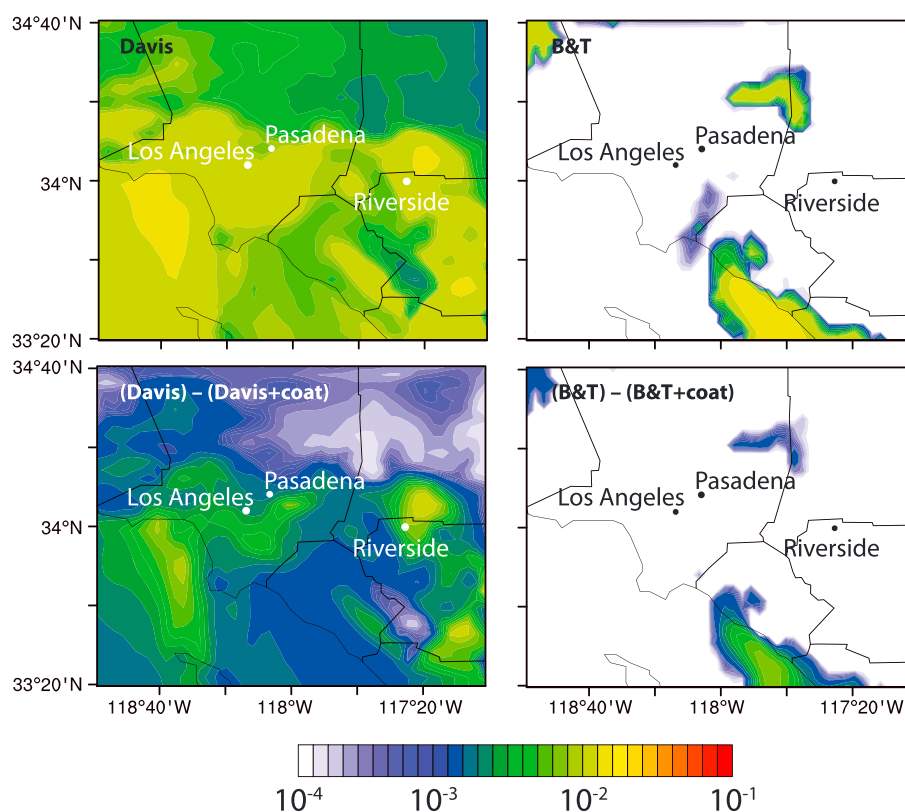 34°40'N
34°N
33°20'N
Davis
Pasadena
Los Angeles
Riverside
B&T
Pasadena
Los Angeles
Riverside
34°40'N
34°N
33°20'N
(Davis) – (Davis+coat)
Pasadena
Los Angeles
Riverside
(B&T) – (B&T+coat)
Pasadena
Los Angeles
Riverside
118°40'W 118°W 117°20'W
118°40'W 118°W 117°20'W
10⁻⁴ 10⁻³ 10⁻² 10⁻¹